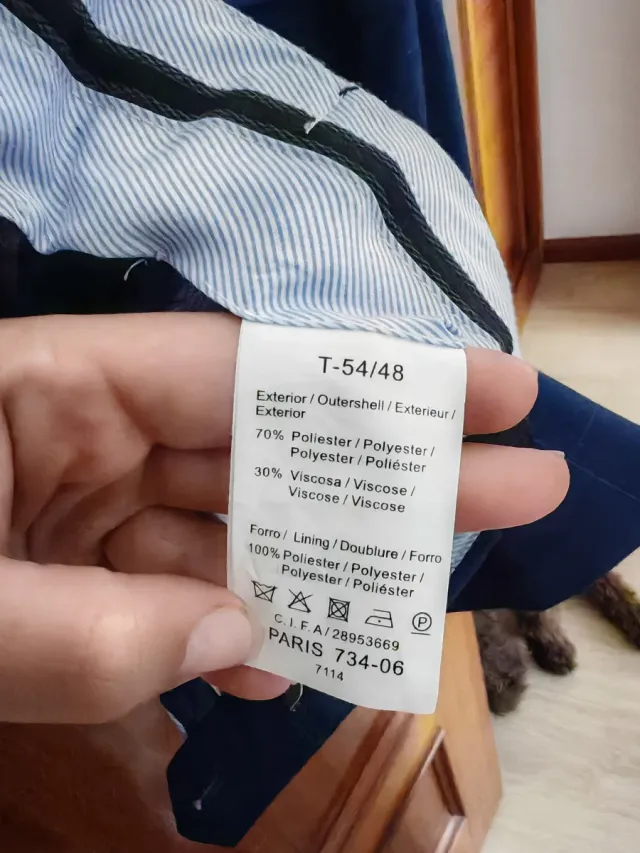 T-54/48
Exterior / Outershell / Exterieur /
Exterior
70% Poliester / Polyester /
Polyester / Poliéster
30% Viscosa / Viscose /
Viscose / Viscose
Forro / Lining / Doublure / Forro
100% Poliester / Polyester /
Polyester / Poliéster
P
C.I.F.A/28953669
PARIS 734-06
7114